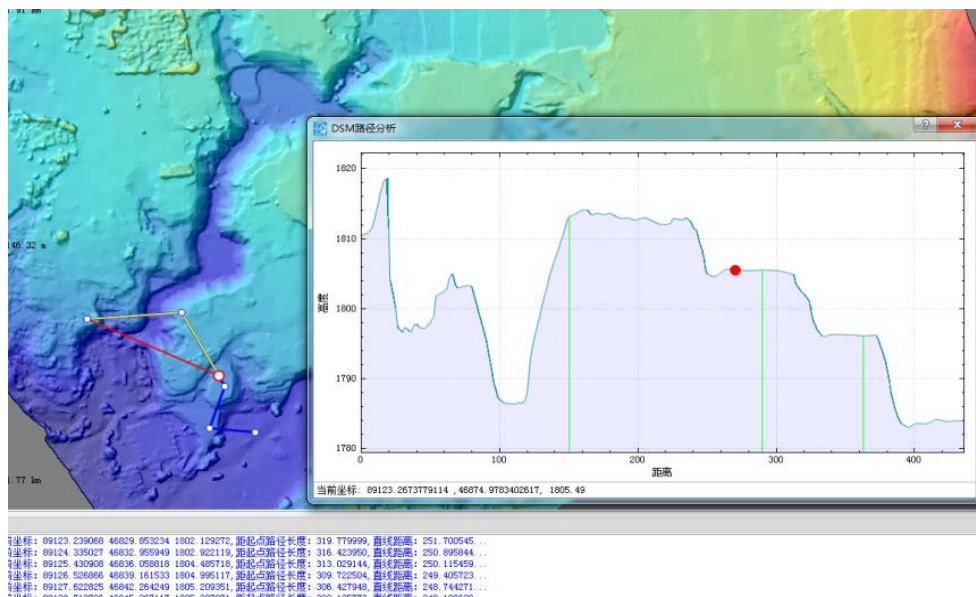 DSM路径分析
1820
1810
1800
1790
1780
高度
0
100
200
300
400
距离
当前坐标: 89123.2673779114 ,46874.9783402617, 1805.49
前坐标: 89123.239068 46829.853234 1802.129272,距起点路径长度: 319.779999,直线距离: 251.700545...
前坐标: 89124.335027 46832.955949 1802.922119,距起点路径长度: 316.423950,直线距离: 250.895844...
前坐标: 89125.430908 46836.058818 1804.485718,距起点路径长度: 313.029144,直线距离: 250.115459...
前坐标: 89126.526866 46839.161533 1804.995117,距起点路径长度: 309.722504,直线距离: 249.405723...
前坐标: 89127.622825 46842.264249 1805.209351,距起点路径长度: 306.427948,直线距离: 248.744271...